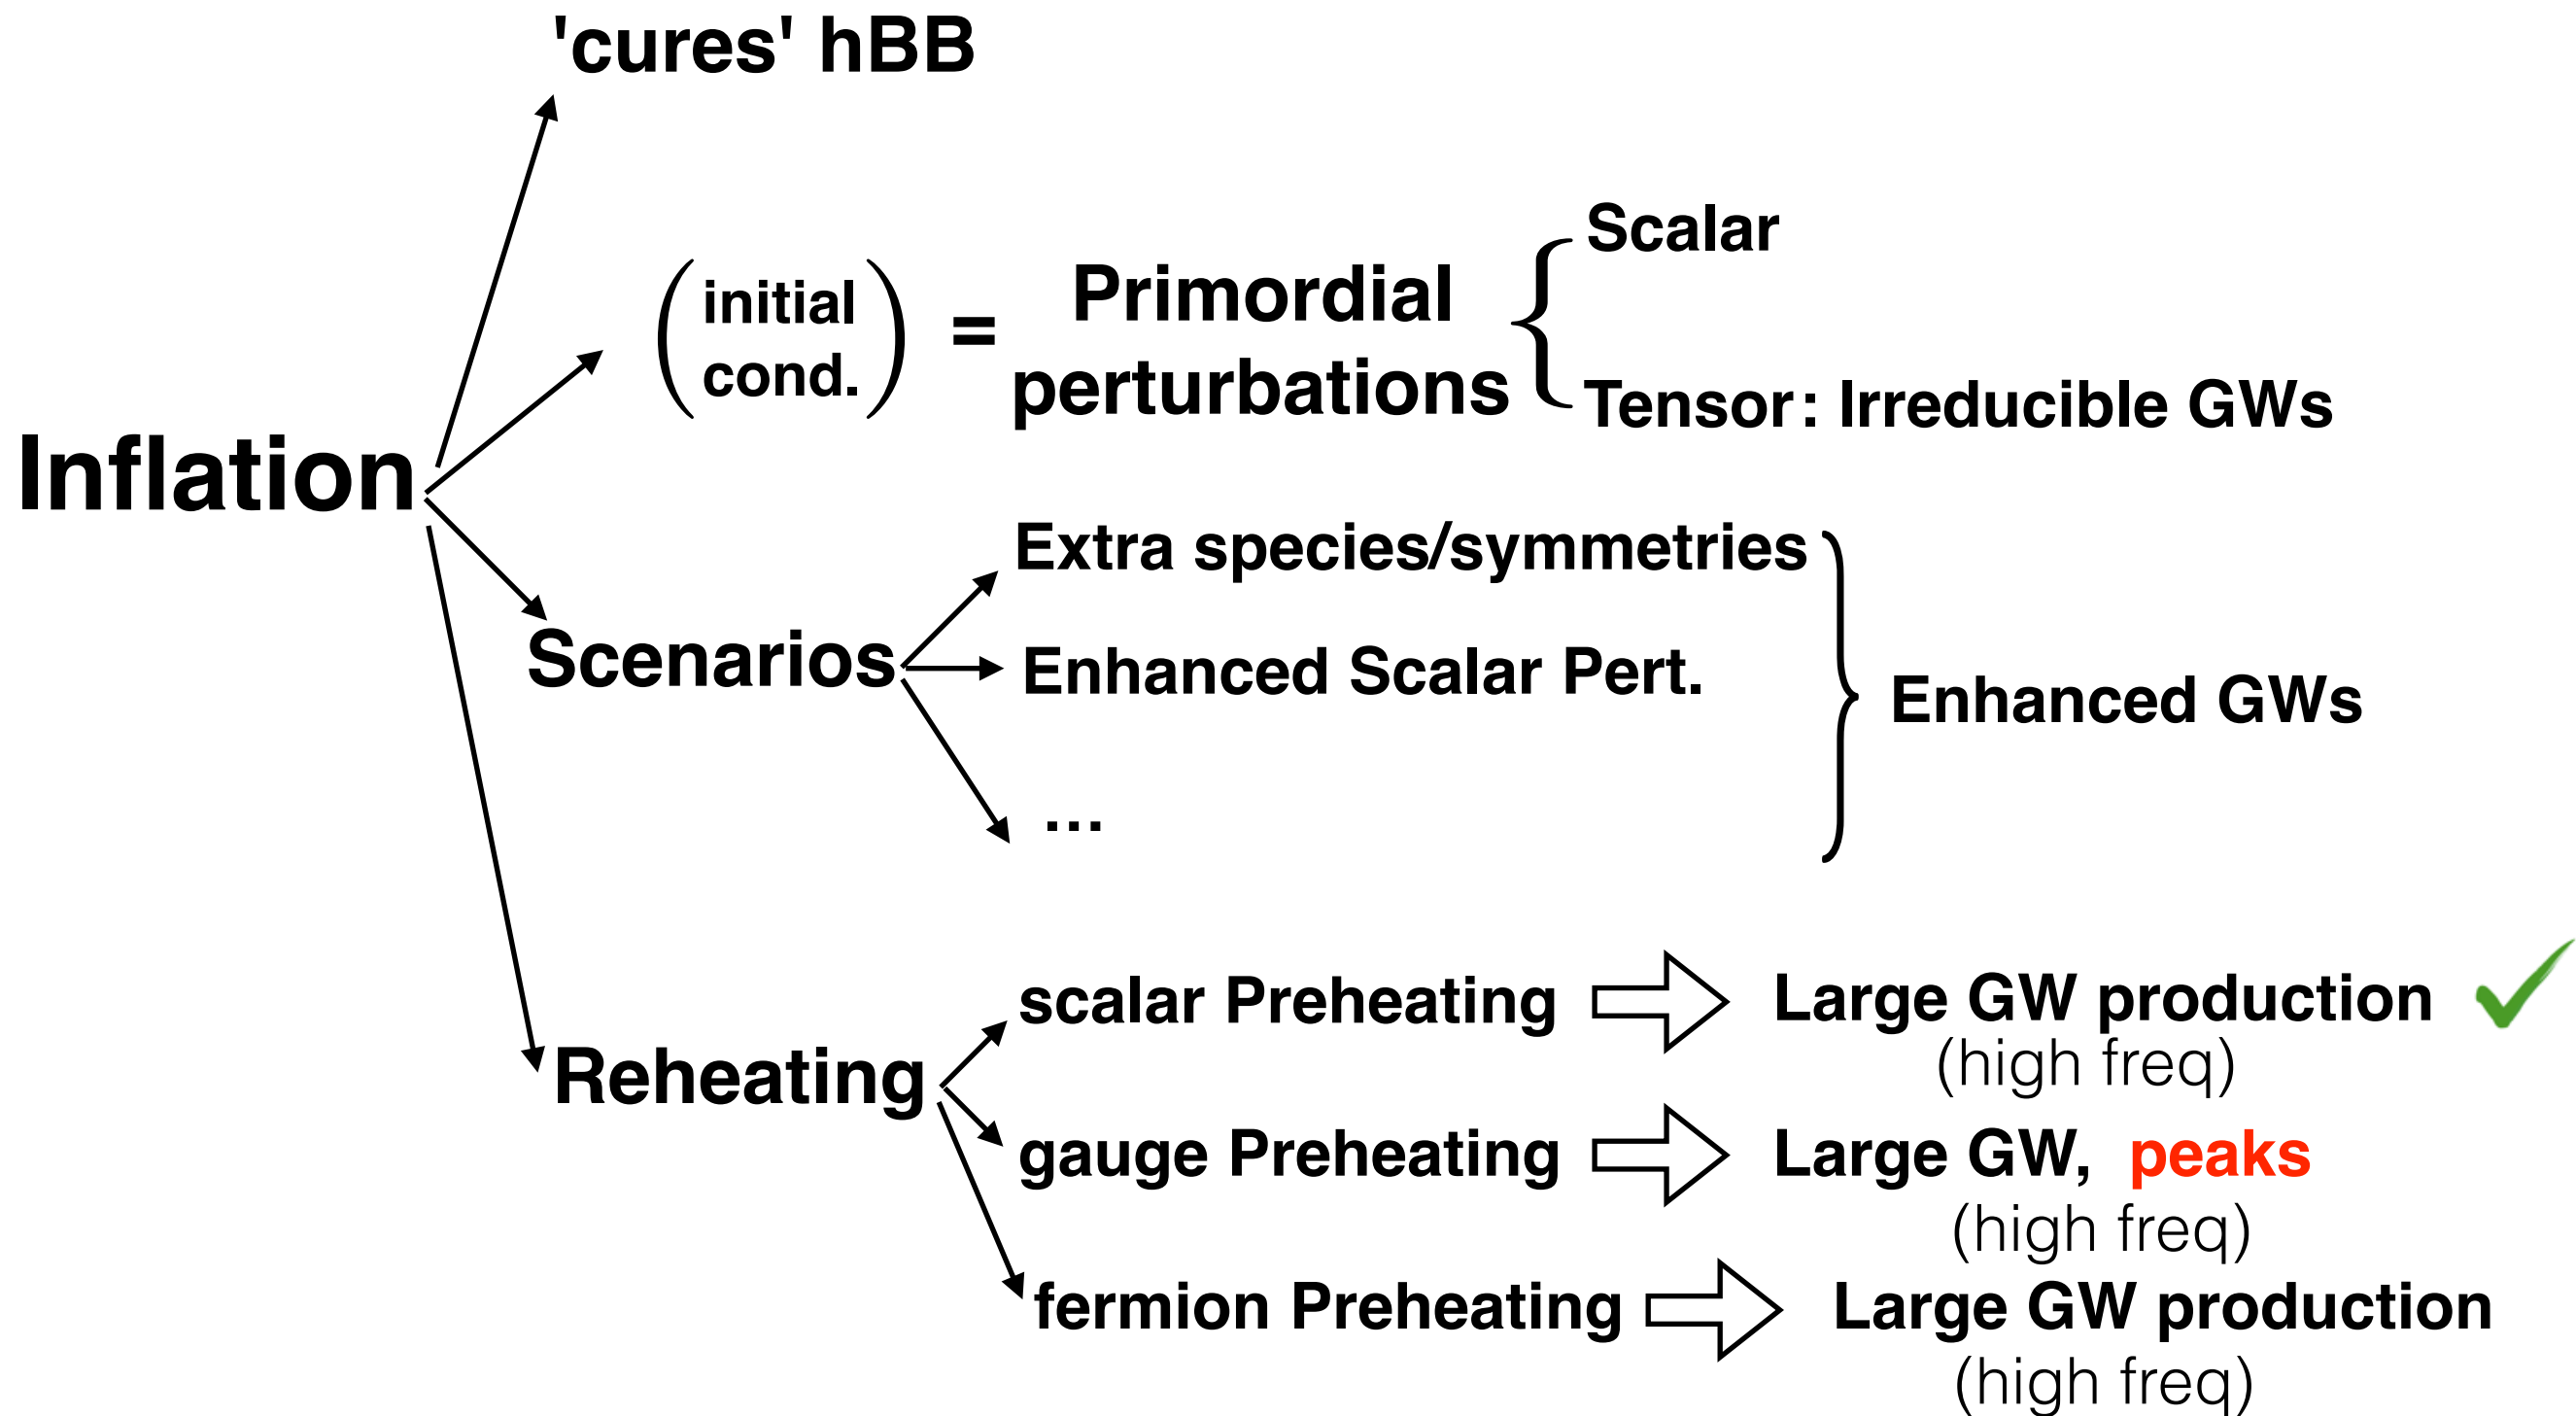 'cures' hBB
initial
cond.
=
Primordial
perturbations
Scalar
Tensor: Irreducible GWs
Inflation
Scenarios
Extra species/symmetries
Enhanced Scalar Pert.
...
Enhanced GWs
Reheating
scalar Preheating
Large GW production
(high freq)
gauge Preheating
Large GW, peaks
(high freq)
fermion Preheating
Large GW production
(high freq)